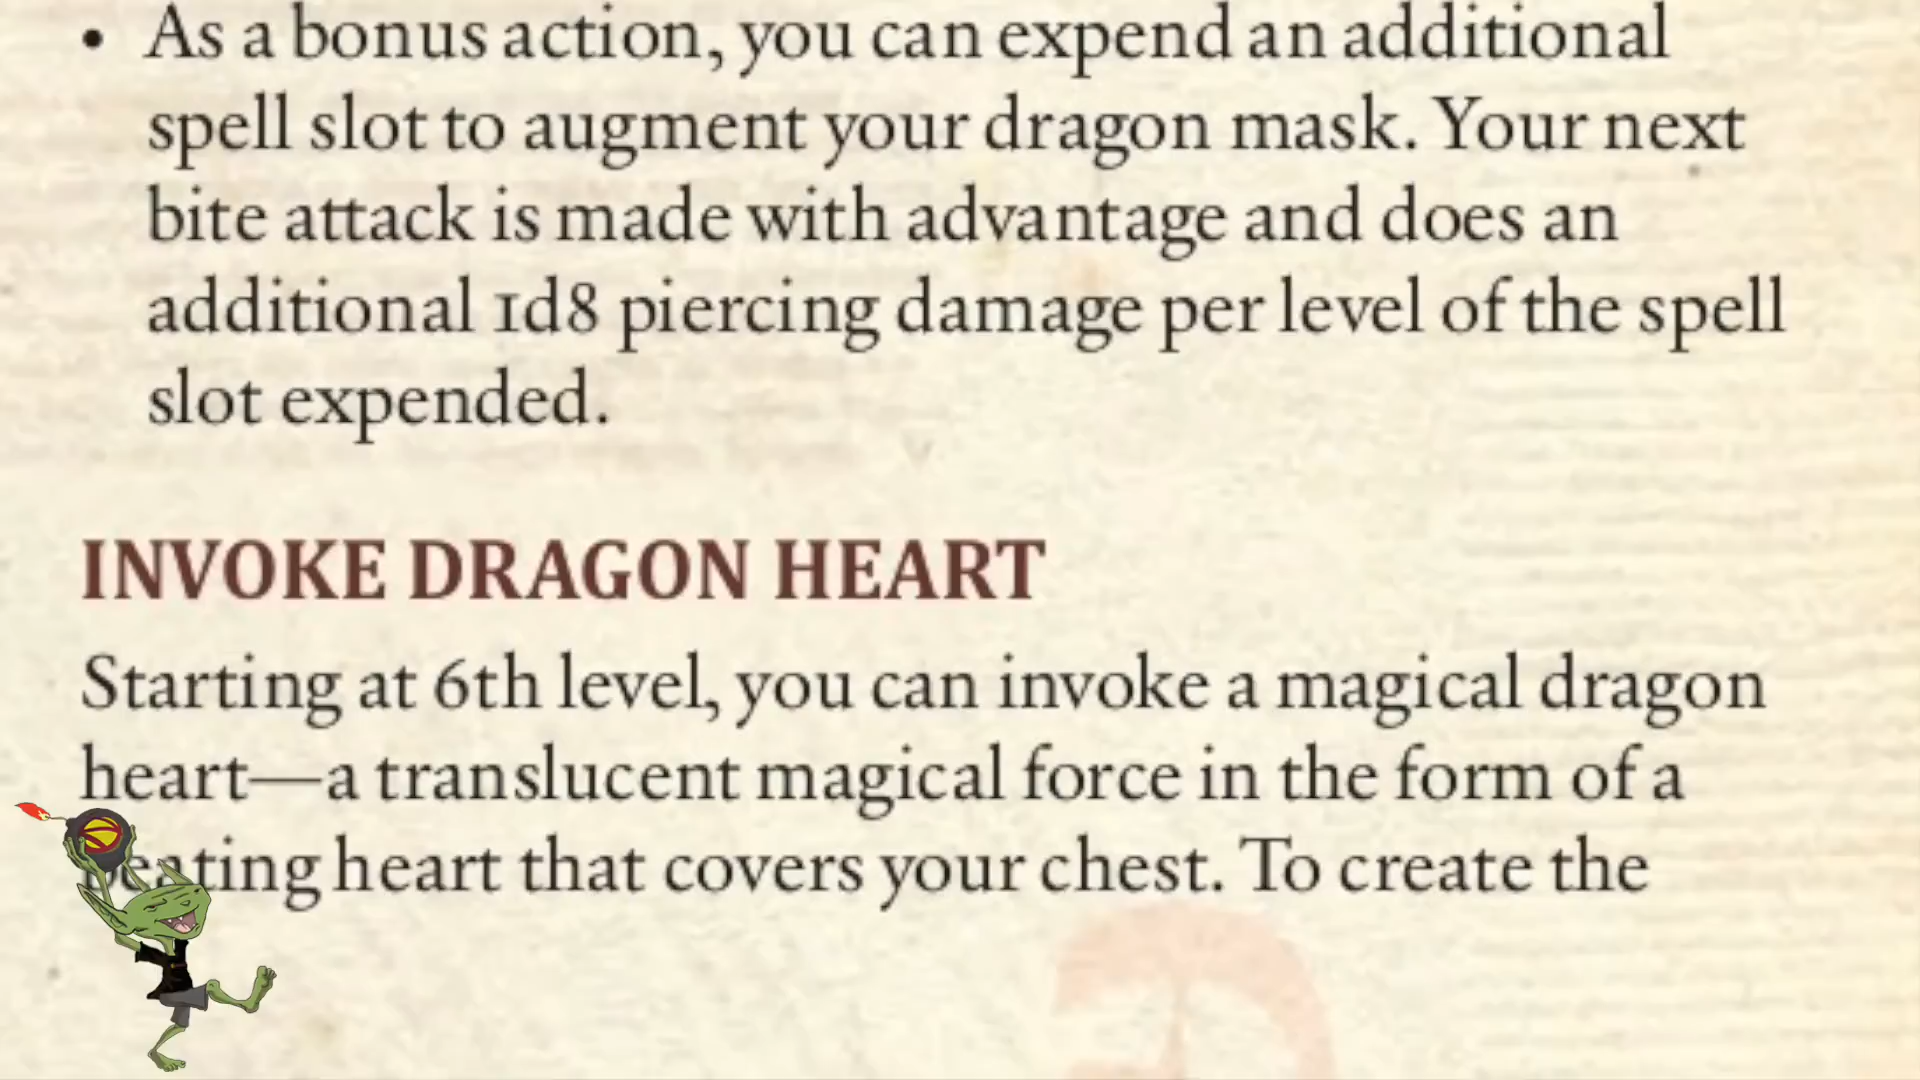 • As a bonus action, you can expend an additional
spell slot to augment your dragon mask. Your next
bite attack is made with advantage and does an
additional 1d8 piercing damage per level of the spell
slot expended.
INVOKE DRAGON HEART
Starting at 6th level, you can invoke a magical dragon
heart—a translucent magical force in the form of a
beating heart that covers your chest. To create the